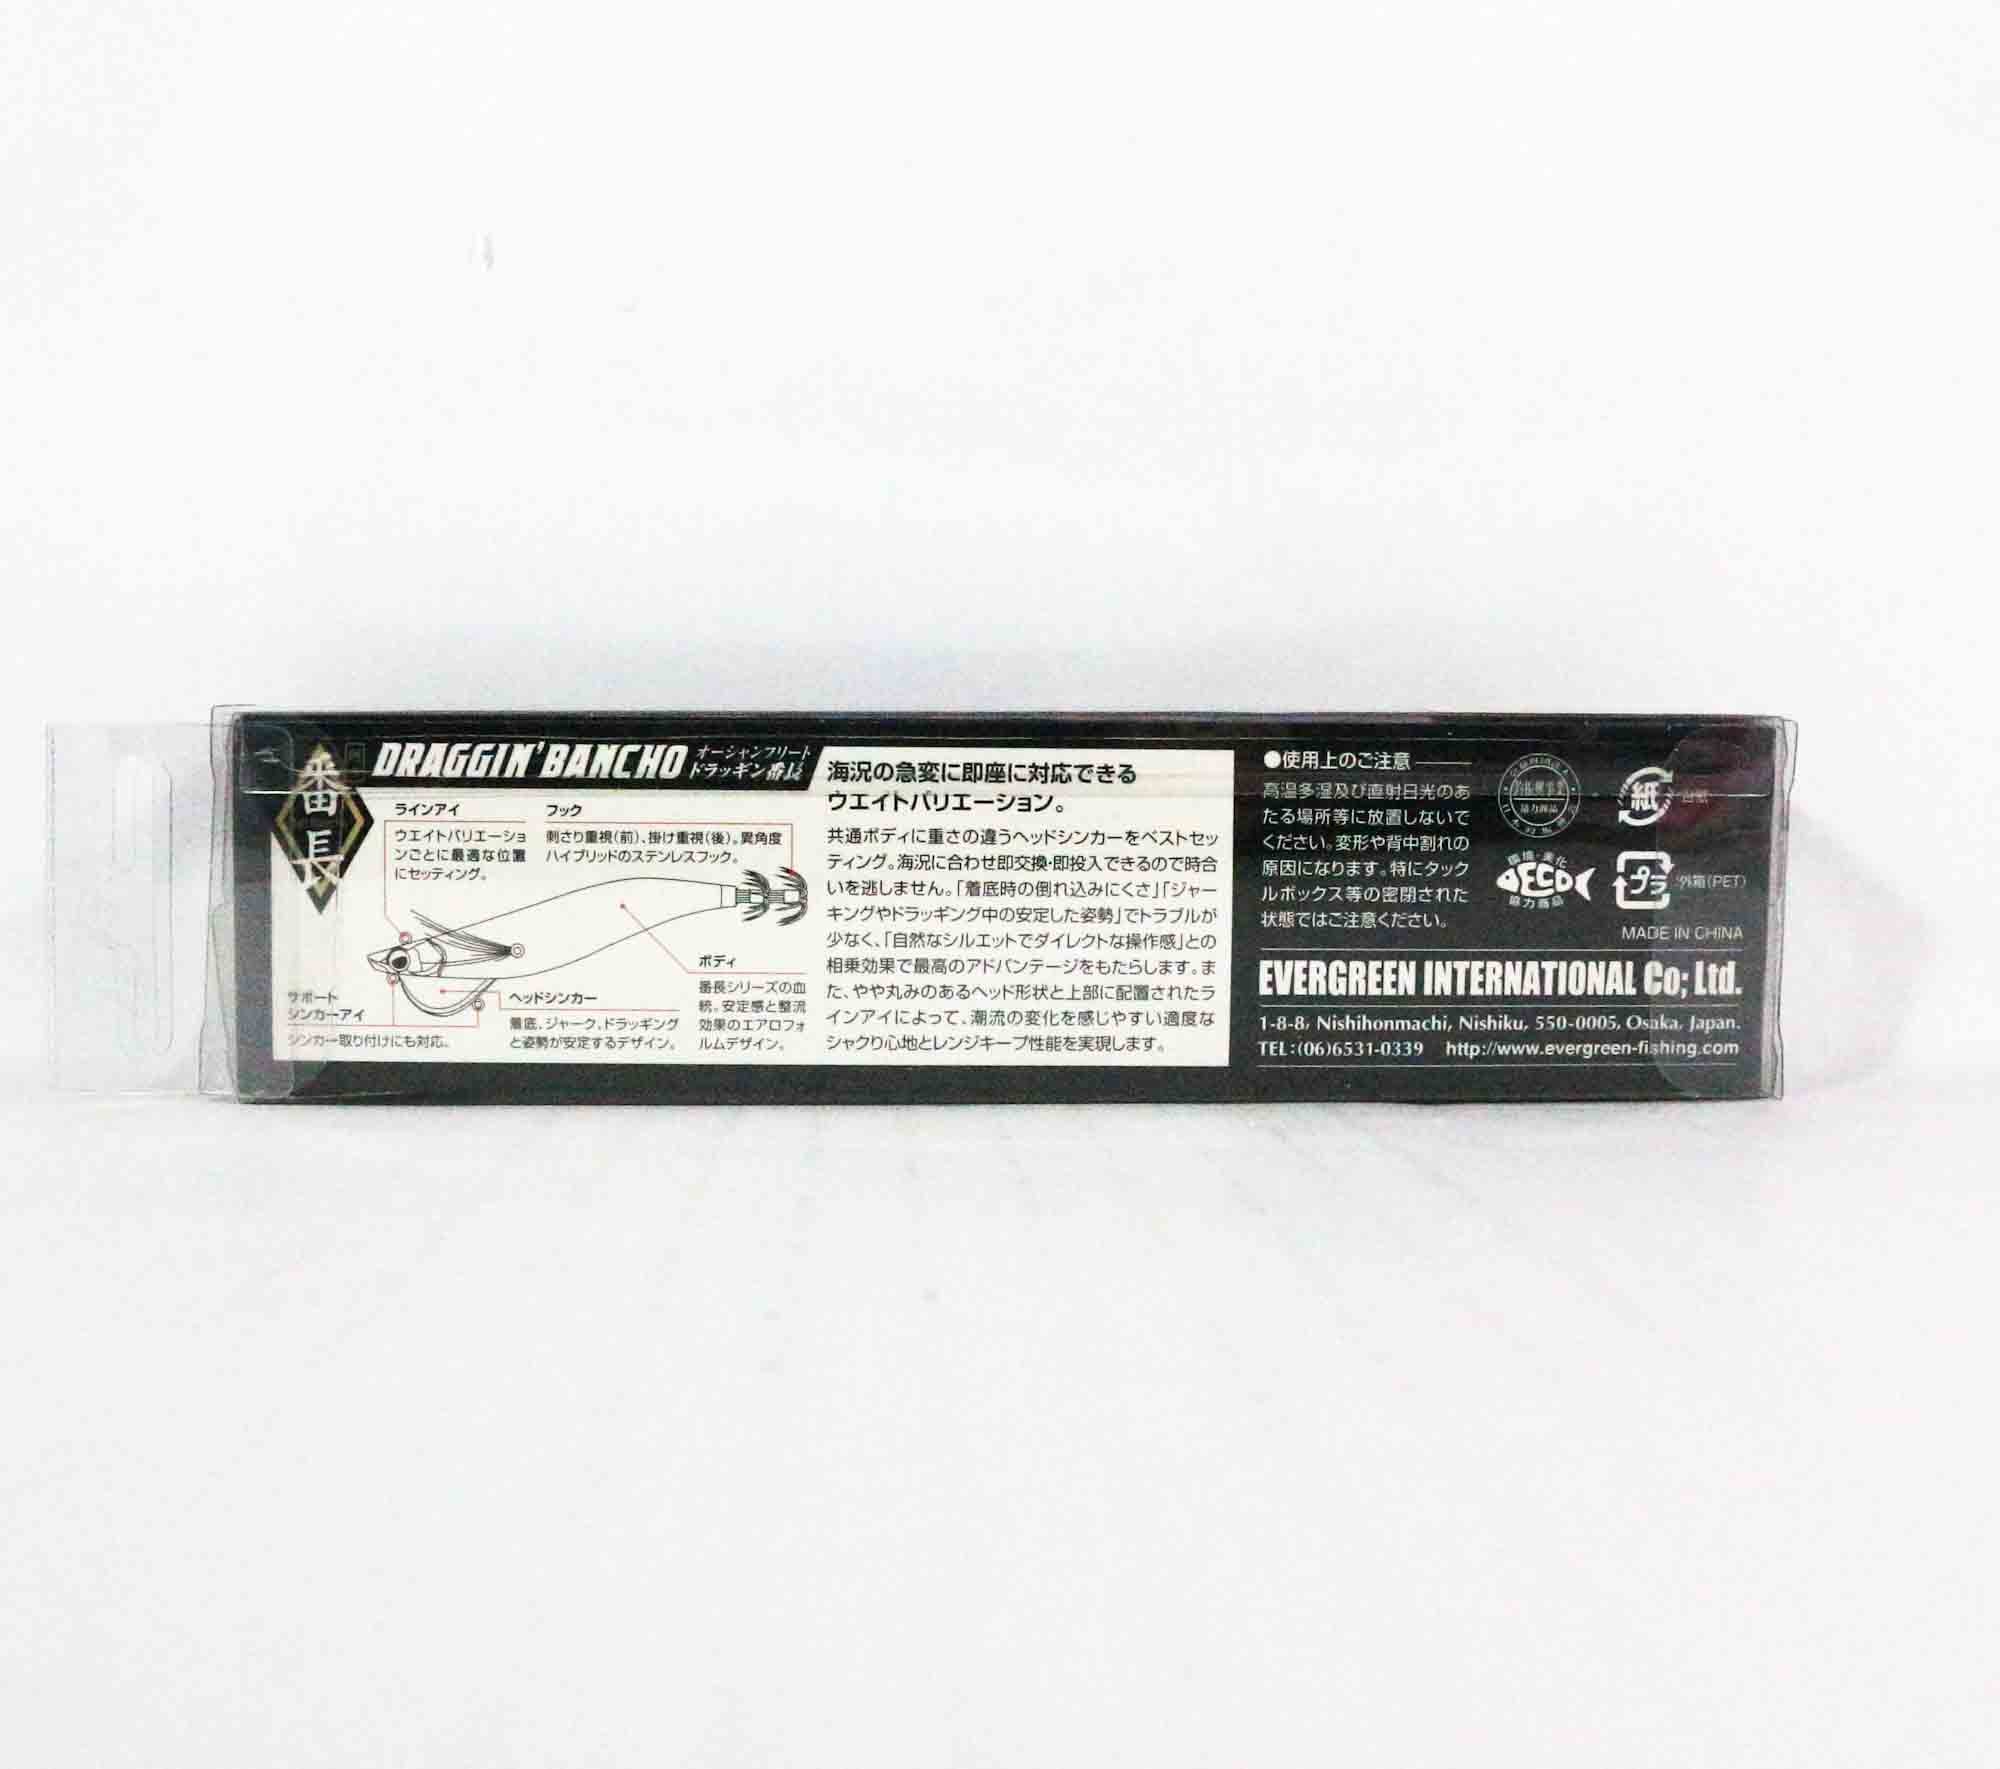 番長
DRAGGIN' BANCHO
オーシャンフリート
ドラッギン番長
ラインアイ
ウエイトバリエーショ
ンごとに最適な位置
にセッティング。
フック
刺さり重視(前)、掛け重視(後)。異角度
ハイブリッドのステンレスフック。
サポート
シンカーアイ
シンカー取り付けにも対応。
ヘッドシンカー
着底、ジャーク、ドラッギング
と姿勢が安定するデザイン。
ボディ
番長シリーズの血
統。安定感と整流
効果のエアロフォ
ルムデザイン。
海況の急変に即座に対応できる
ウエイトバリエーション。
共通ボディに重さの違うヘッドシンカーをベストセッ
ティング。海況に合わせ即交換・即投入できるので時合
いを逃しません。「着底時の倒れ込みにくさ」「ジャー
キングやドラッギング中の安定した姿勢」でトラブルが
少なく、「自然なシルエットでダイレクトな操作感」との
相乗効果で最高のアドバンテージをもたらします。ま
た、やや丸みのあるヘッド形状と上部に配置されたラ
インアイによって、潮流の変化を感じやすい適度な
シャクり心地とレンジキープ性能を実現します。
●使用上のご注意
高温多湿及び直射日光のあ
たる場所等に放置しないで
ください。変形や背中割れの
原因になります。特にタック
ルボックス等の密閉された
状態ではご注意ください。
協力商品
紙
台紙
環境・美化
ECO
協力商品
プラ
外箱(PET)
MADE IN CHINA
EVERGREEN INTERNATIONAL Co; Ltd.
1-8-8, Nishihonmachi, Nishiku, 550-0005, Osaka, Japan.
TEL:(06)6531-0339 http://www.evergreen-fishing.com